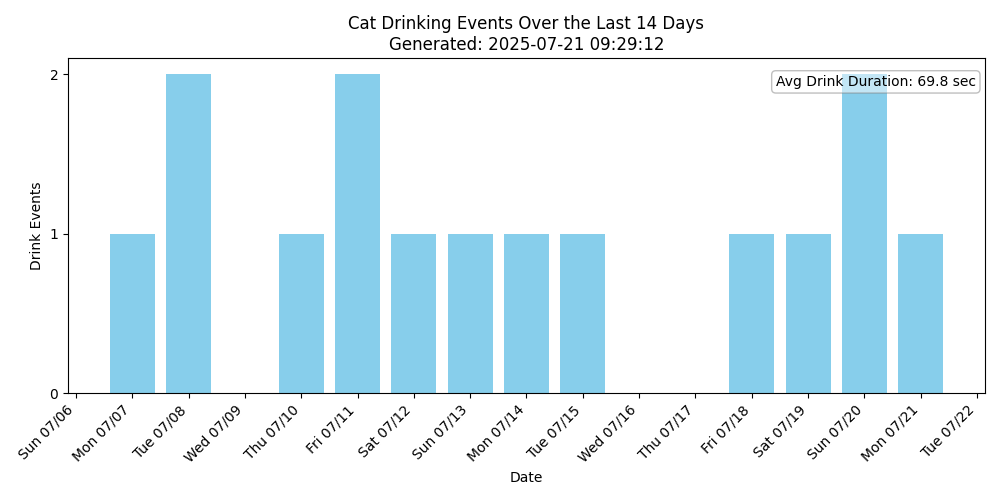 Cat Drinking Events Over the Last 14 Days
Generated: 2025-07-21 09:29:12
Avg Drink Duration: 69.8 sec
Drink Events
2
1
0
Sun 07/06
Mon 07/07
Tue 07/08
Wed 07/09
Thu 07/10
Fri 07/11
Sat 07/12
Sun 07/13
Mon 07/14
Tue 07/15
Wed 07/16
Thu 07/17
Fri 07/18
Sat 07/19
Sun 07/20
Mon 07/21
Tue 07/22
Date